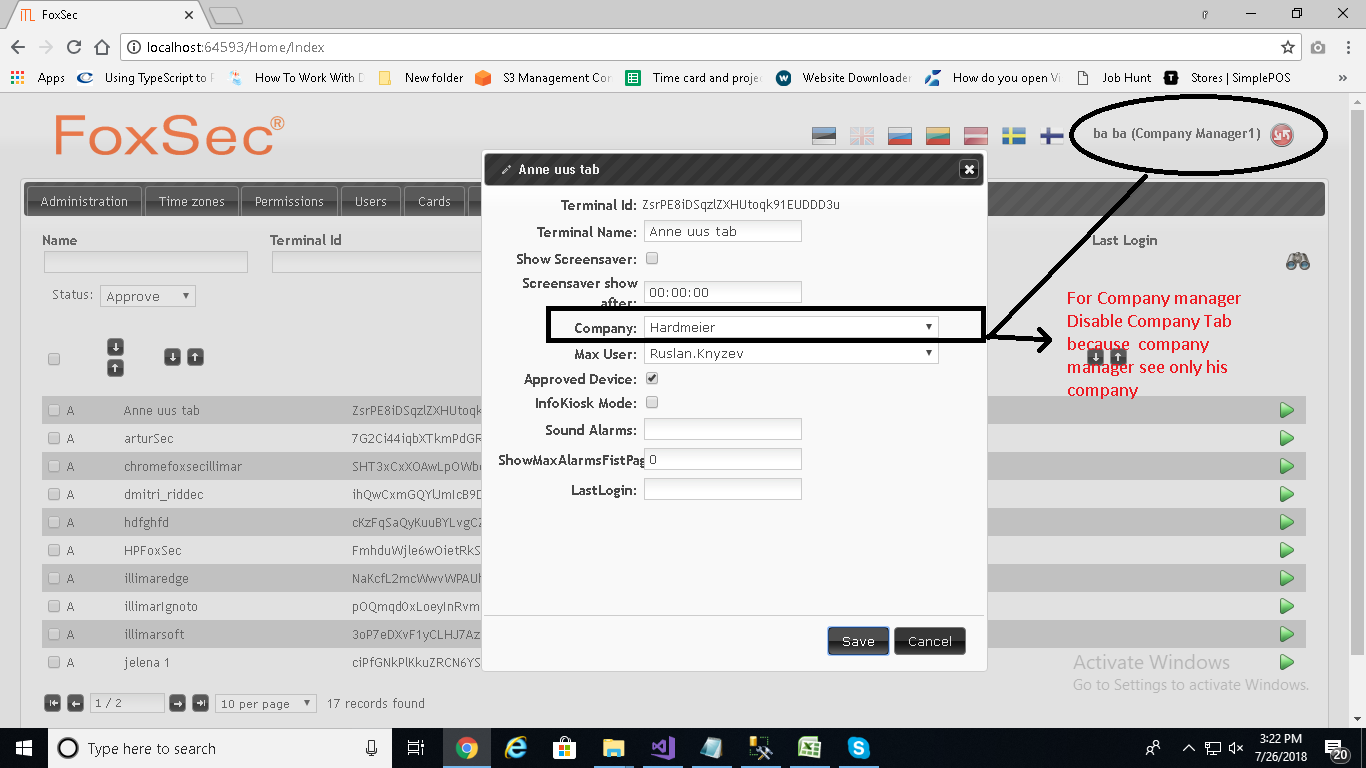 FoxSec
localhost:64593/Home/Index
Apps Using TypeScript to How To Work With New folder S3 Management Con Time card and projec Website Downloader How do you open Vi Job Hunt Stores | SimplePOS »
FoxSec®
ba ba (Company Manager1)
Administration Time zones Permissions Users Cards
Name Terminal Id Last Login
Status: Approve
Anne uus tab
Terminal Id: ZsrPE8iDSqzlZXHUtoqk91EUDDD3u
Terminal Name: Anne uus tab
Show Screensaver:
Screensaver show
after: 00:00:00
Company: Hardmeier
Max User: Ruslan.Knyzev
Approved Device:
InfoKiosk Mode:
Sound Alarms:
ShowMaxAlarmsFistPag 0
LastLogin:
Save Cancel
For Company manager
Disable Company Tab
because company
manager see only his
company
A Anne uus tab ZsrPE8iDSqzlZXHUtoqk
A arturSec 7G2Ci44iqbXTkmPdGR
A chromefoxsecillimar SHT3xCxXOAwLpOWb
A dmitri_riddec ihQwCxmGQYlUmIcB9D
A hdfghfd cKzFqSaQyKuuBYLvgC
A HPFoxSec FmhduWjle6wOietRkS
A illimaredge NaKcfL2mcWwvWPAUh
A illimarIgnoto pOQmqd0xLoeyInRvm
A illimarsoft 3oP7eDXvF1yCLHJ7Az
A jelena 1 ciPfGNkPlKkuZRCN6YS
1 / 2 10 per page 17 records found
Activate Windows
Go to Settings to activate Windows.
Type here to search
3:22 PM
7/26/2018
20